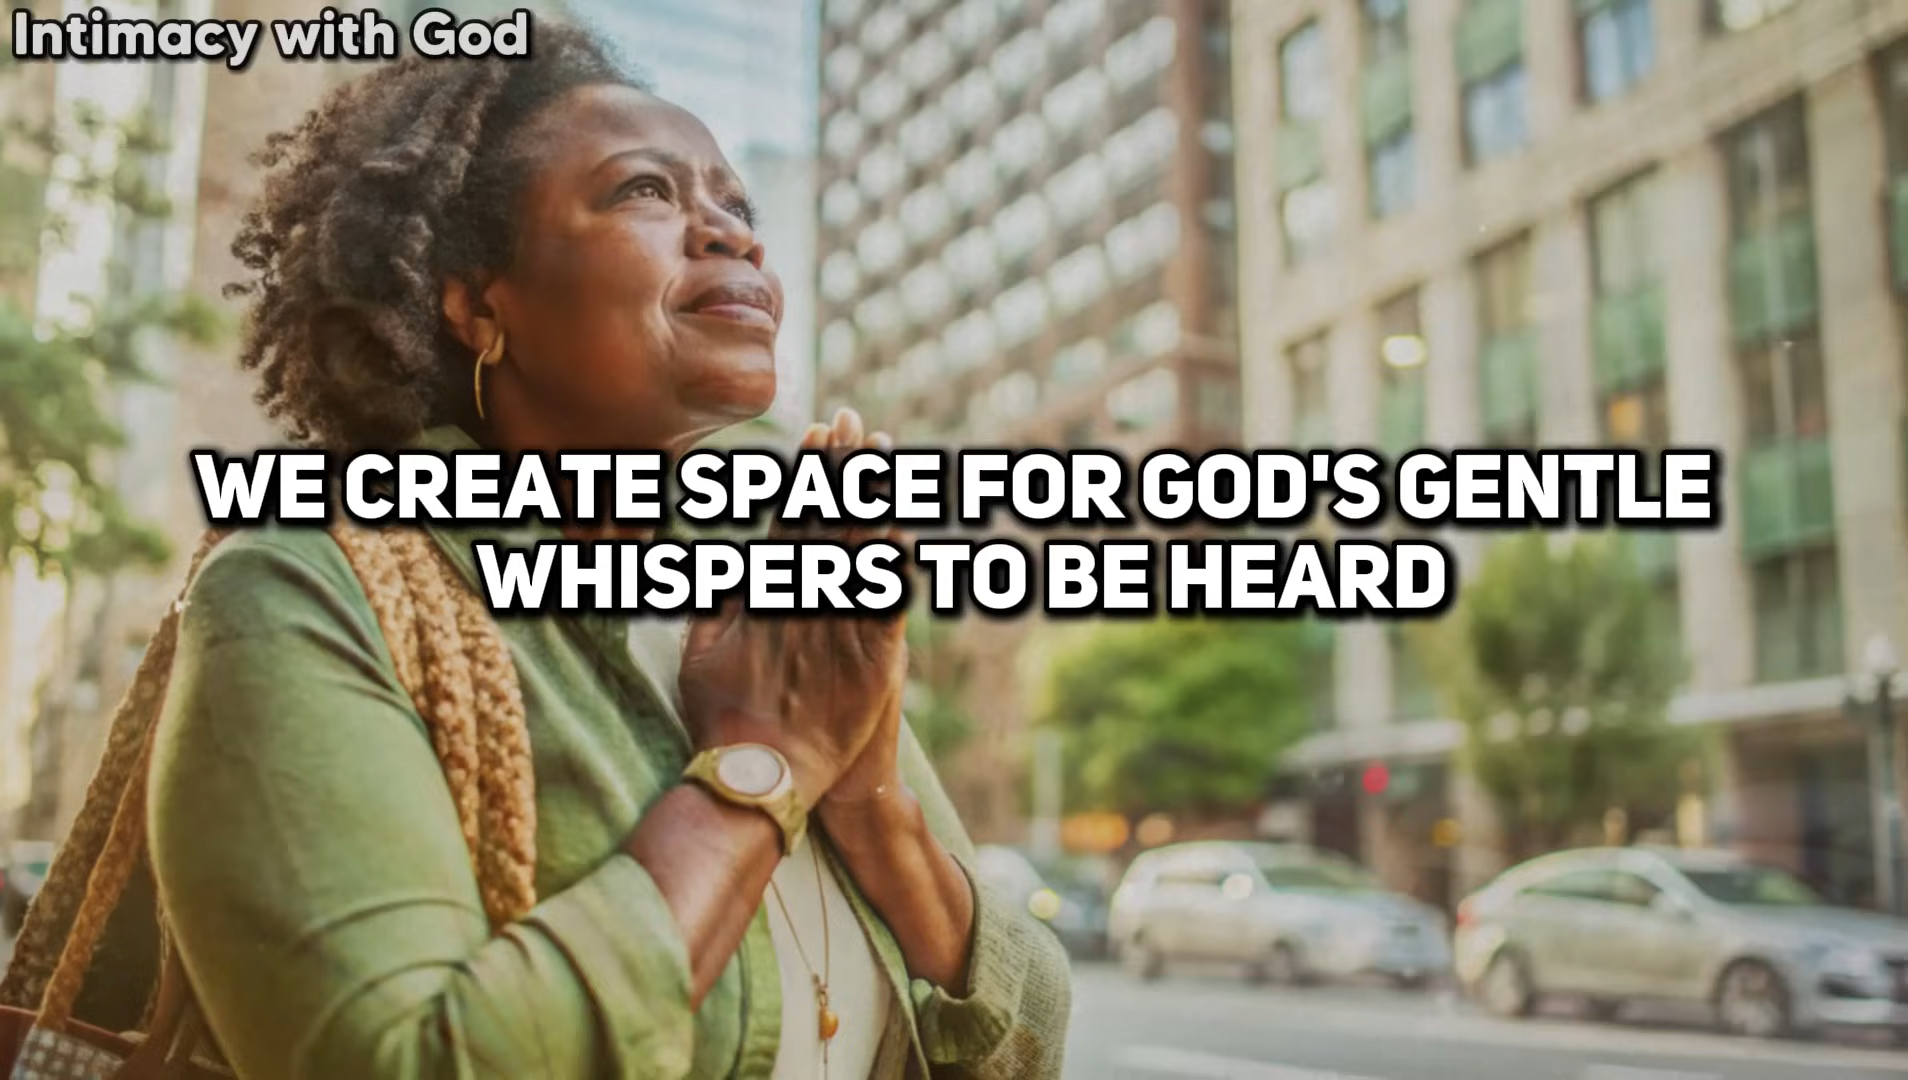 Intimacy with God
WE CREATE SPACE FOR GOD'S GENTLE
WHISPERS TO BE HEARD